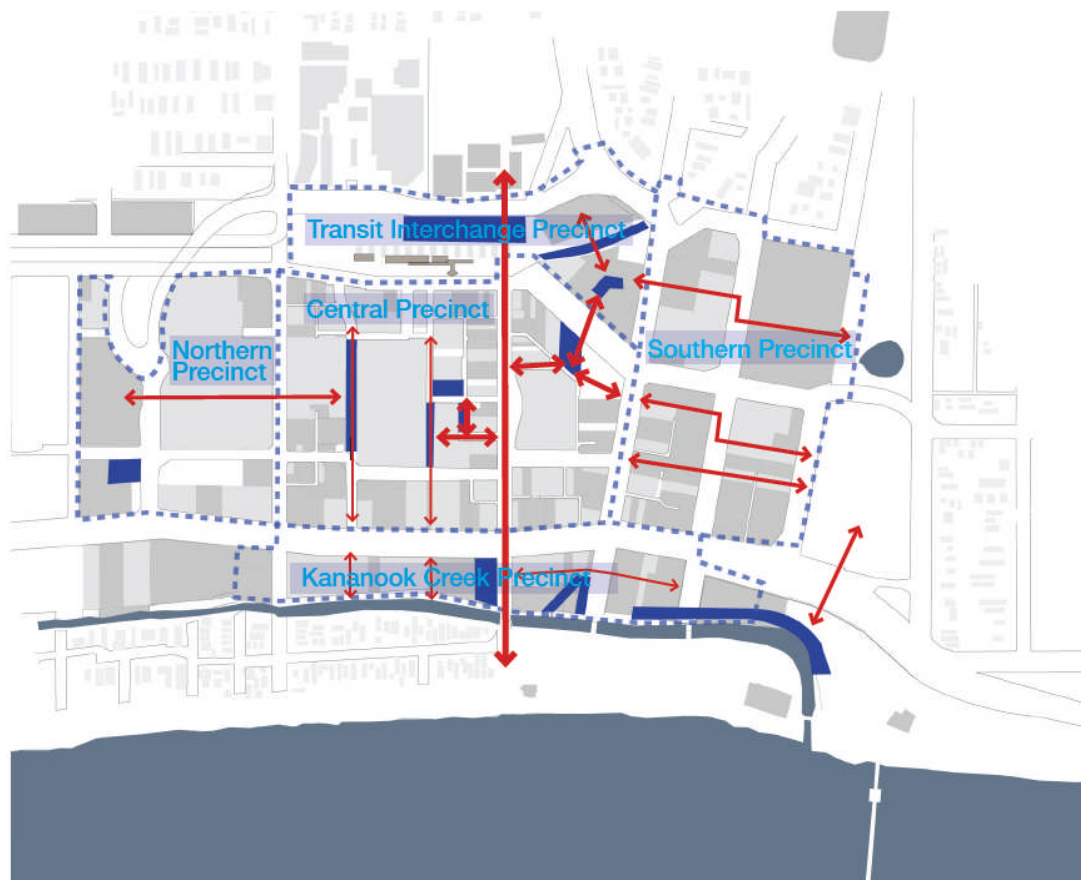 Transit Interchange Precinct
Central Precinct
Northern
Precinct
Southern Precinct
Kananook Creek Precinct